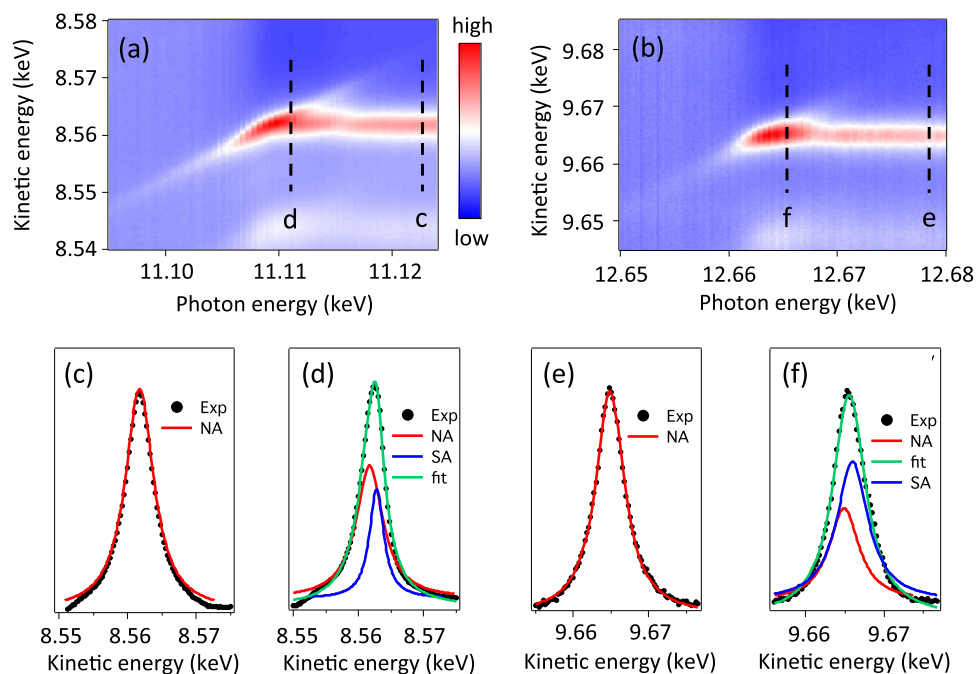 8.58
8.57
8.56
8.55
8.54
Kinetic energy (keV)
(a)
d
c
high
low
11.10
11.11
11.12
Photon energy (keV)
9.68
9.67
9.66
9.65
Kinetic energy (keV)
(b)
f
e
12.65
12.66
12.67
12.68
Photon energy (keV)
(c)
Exp
NA
8.55
8.56
8.57
Kinetic energy (keV)
(d)
Exp
NA
SA
fit
8.55
8.56
8.57
Kinetic energy (keV)
(e)
Exp
NA
9.66
9.67
Kinetic energy (keV)
(f)
Exp
NA
fit
SA
9.66
9.67
Kinetic energy (keV)